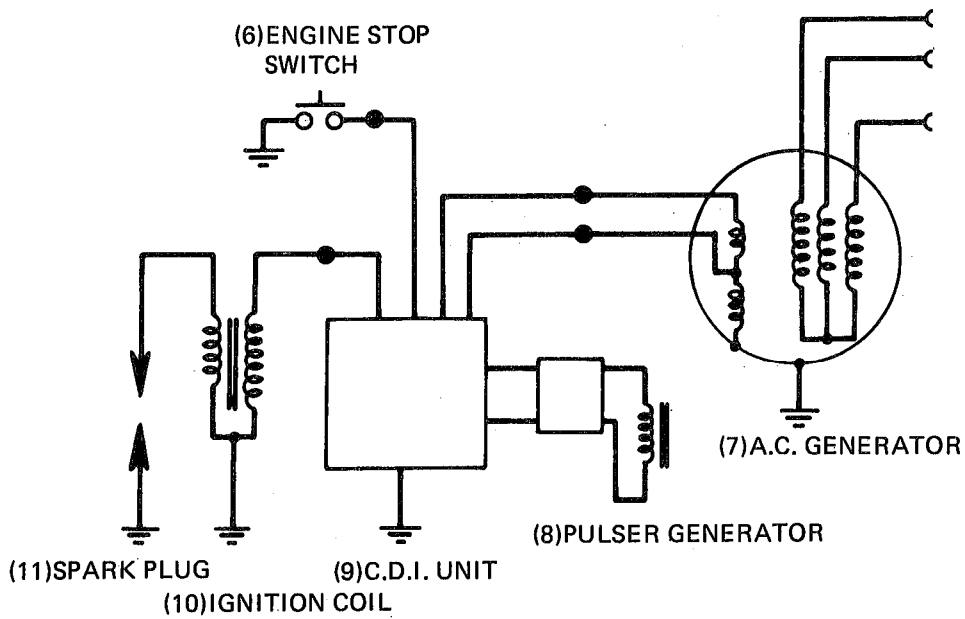 (6)ENGINE STOP
SWITCH
(7)A.C. GENERATOR
(8)PULSER GENERATOR
(9)C.D.I. UNIT
(10)IGNITION COIL
(11)SPARK PLUG